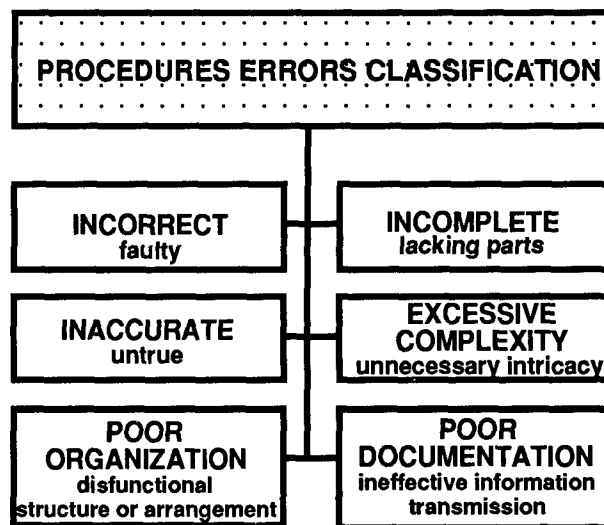 PROCEDURES ERRORS CLASSIFICATION
INCORRECT
faulty
INCOMPLETE
lacking parts
INACCURATE
untrue
EXCESSIVE
COMPLEXITY
unnecessary intricacy
POOR
ORGANIZATION
disfunctional
structure or arrangement
POOR
DOCUMENTATION
ineffective information
transmission